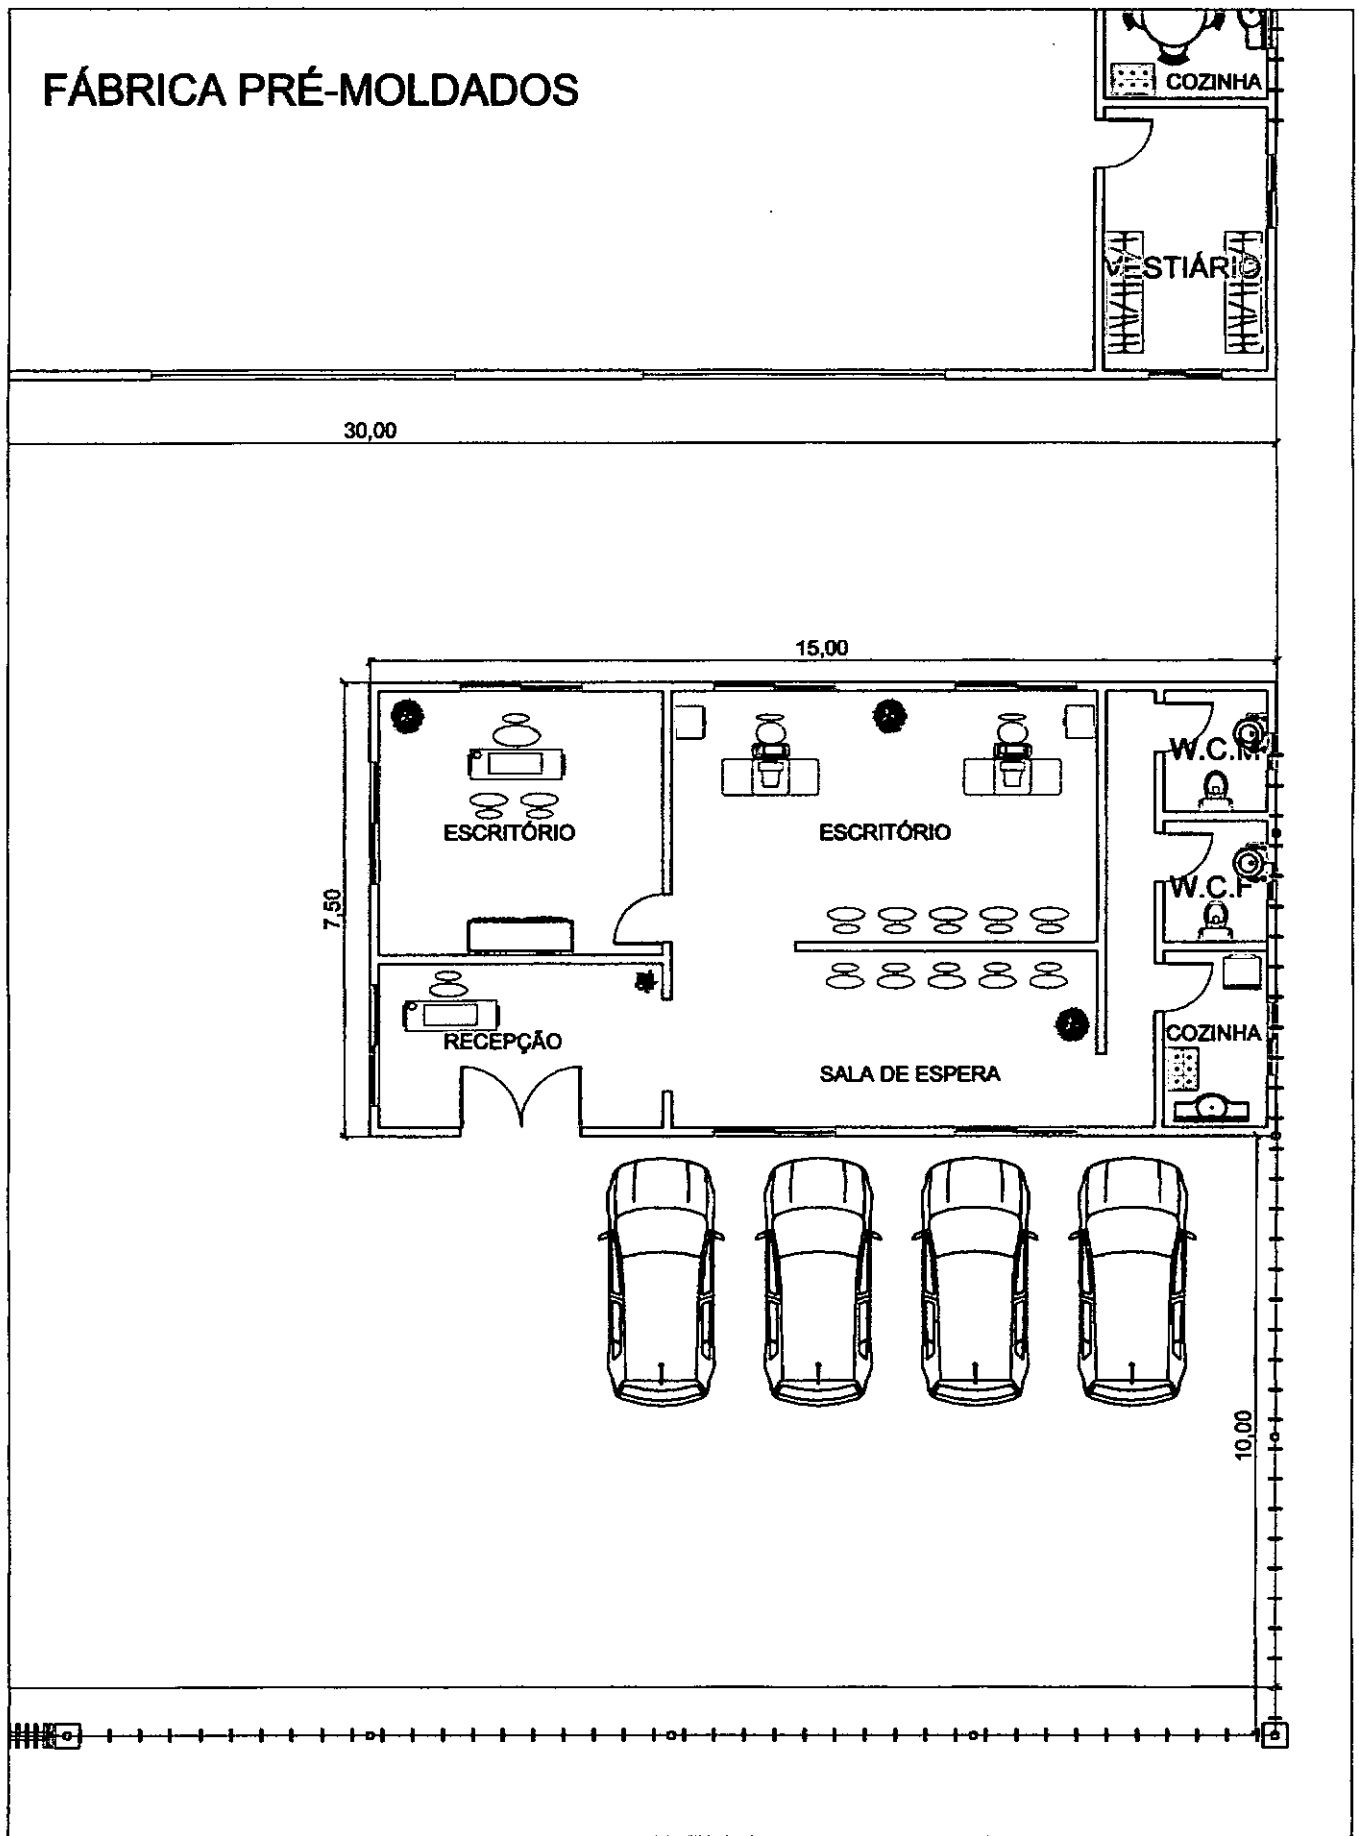 FÁBRICA PRÉ-MOLDADOS
COZINHA
VESTIÁRIO
30,00
15,00
W.C.M
ESCRITÓRIO
ESCRITÓRIO
W.C.F
7,50
RECEPÇÃO
COZINHA
SALA DE ESPERA
10,00